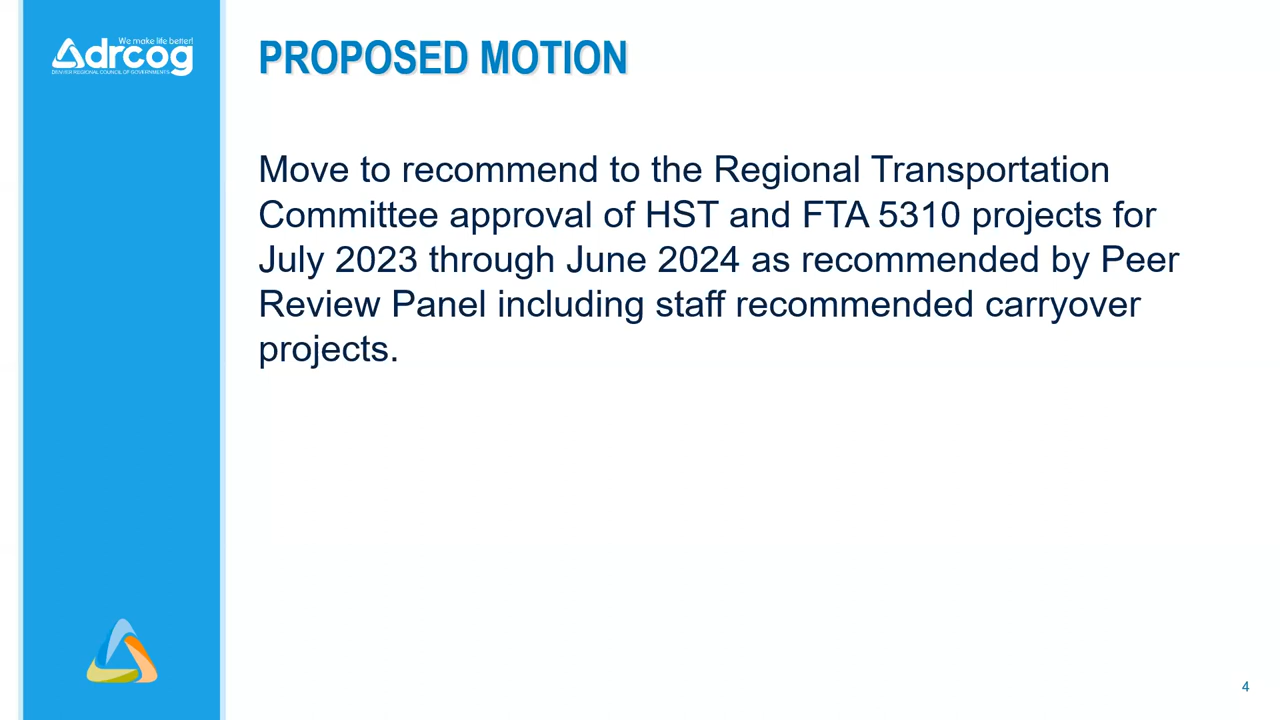 We make life better!
drcog
DENVER REGIONAL COUNCIL OF GOVERNMENTS
PROPOSED MOTION
Move to recommend to the Regional Transportation
Committee approval of HST and FTA 5310 projects for
July 2023 through June 2024 as recommended by Peer
Review Panel including staff recommended carryover
projects.
4